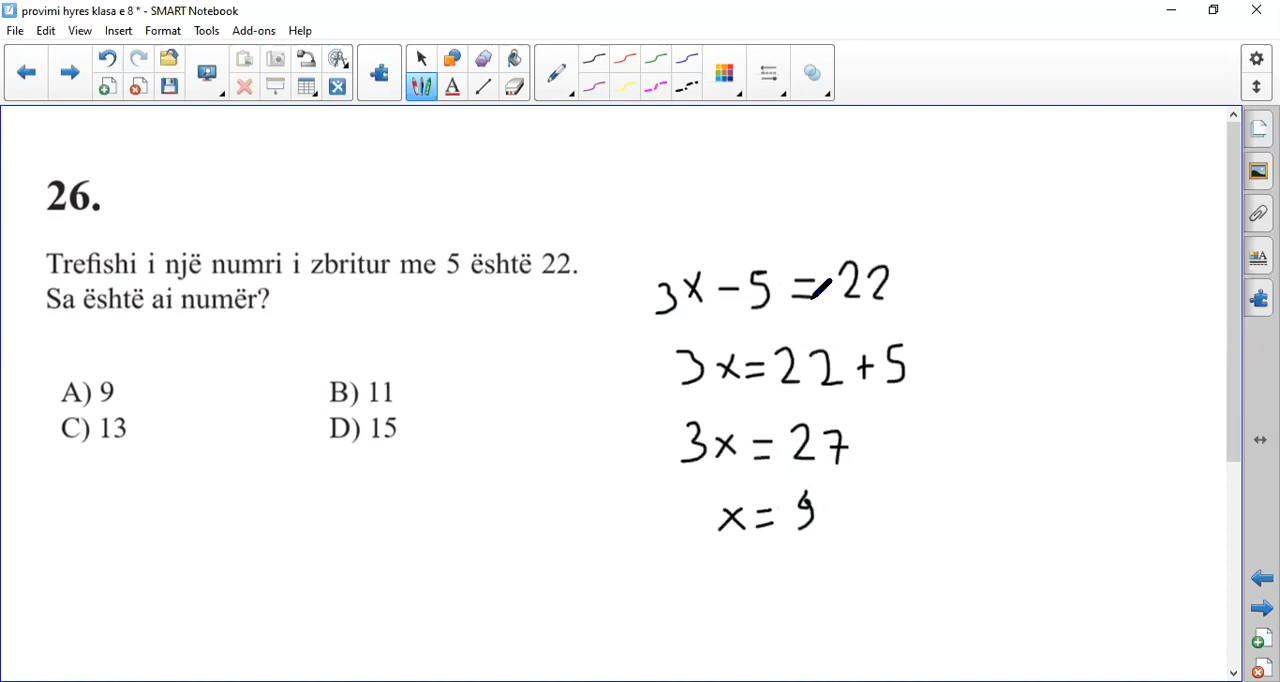 provimi hyres klasa e 8 * - SMART Notebook
File Edit View Insert Format Tools Add-ons Help
26.
Trefishi i një numri i zbritur me 5 është 22.
Sa është ai numër?
A) 9 B) 11
C) 13 D) 15
3x - 5 = 22
3x = 22 + 5
3x = 27
x = 9